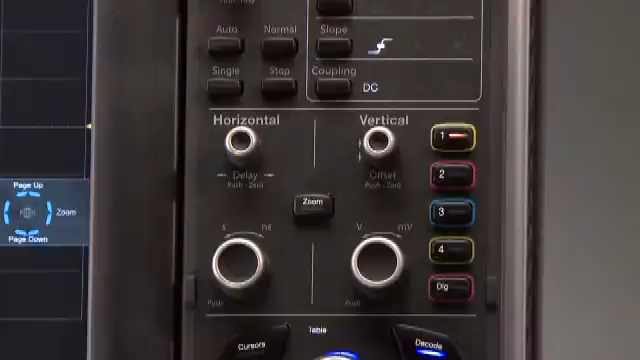 Auto Normal Slope
Single Stop Coupling
DC
Horizontal Vertical
1
Delay Offset
Push - Zero Push - Zero
2
Page Up
Zoom
Zoom
3
Page Down
s ns V mV
4
Dig
Push Push
Table
Cursors Decode